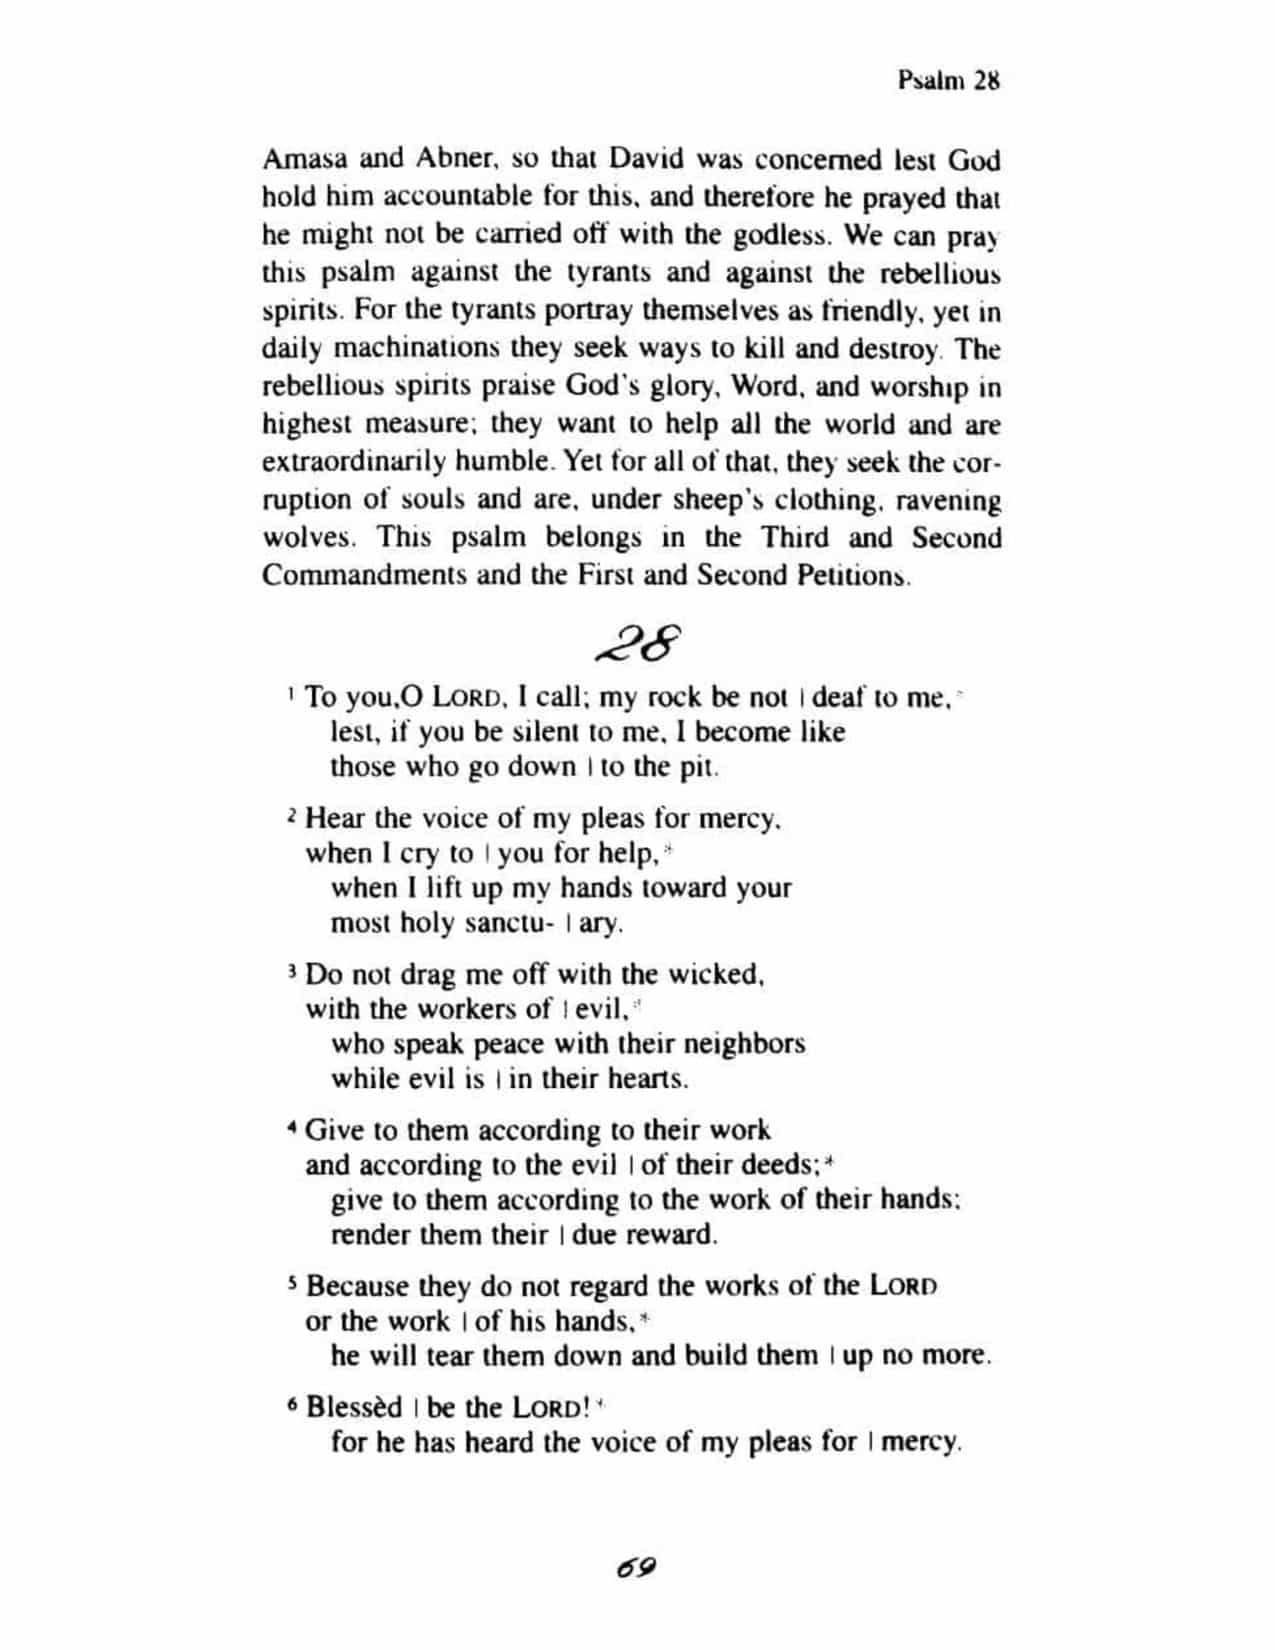 Psalm 28
Amasa and Abner, so that David was concerned lest God
hold him accountable for this, and therefore he prayed that
he might not be carried off with the godless. We can pray
this psalm against the tyrants and against the rebellious
spirits. For the tyrants portray themselves as friendly, yet in
daily machinations they seek ways to kill and destroy. The
rebellious spirits praise God's glory, Word, and worship in
highest measure; they want to help all the world and are
extraordinarily humble. Yet for all of that, they seek the cor-
ruption of souls and are, under sheep's clothing, ravening
wolves. This psalm belongs in the Third and Second
Commandments and the First and Second Petitions.
28
1 To you,O LORD, I call; my rock be not | deaf to me,*
lest, if you be silent to me, I become like
those who go down | to the pit.
2 Hear the voice of my pleas for mercy,
when I cry to | you for help,*
when I lift up my hands toward your
most holy sanctu- | ary.
3 Do not drag me off with the wicked,
with the workers of | evil,*
who speak peace with their neighbors
while evil is | in their hearts.
4 Give to them according to their work
and according to the evil | of their deeds;*
give to them according to the work of their hands;
render them their | due reward.
5 Because they do not regard the works of the LORD
or the work | of his hands,*
he will tear them down and build them | up no more.
6 Blessèd | be the LORD!*
for he has heard the voice of my pleas for | mercy.
69